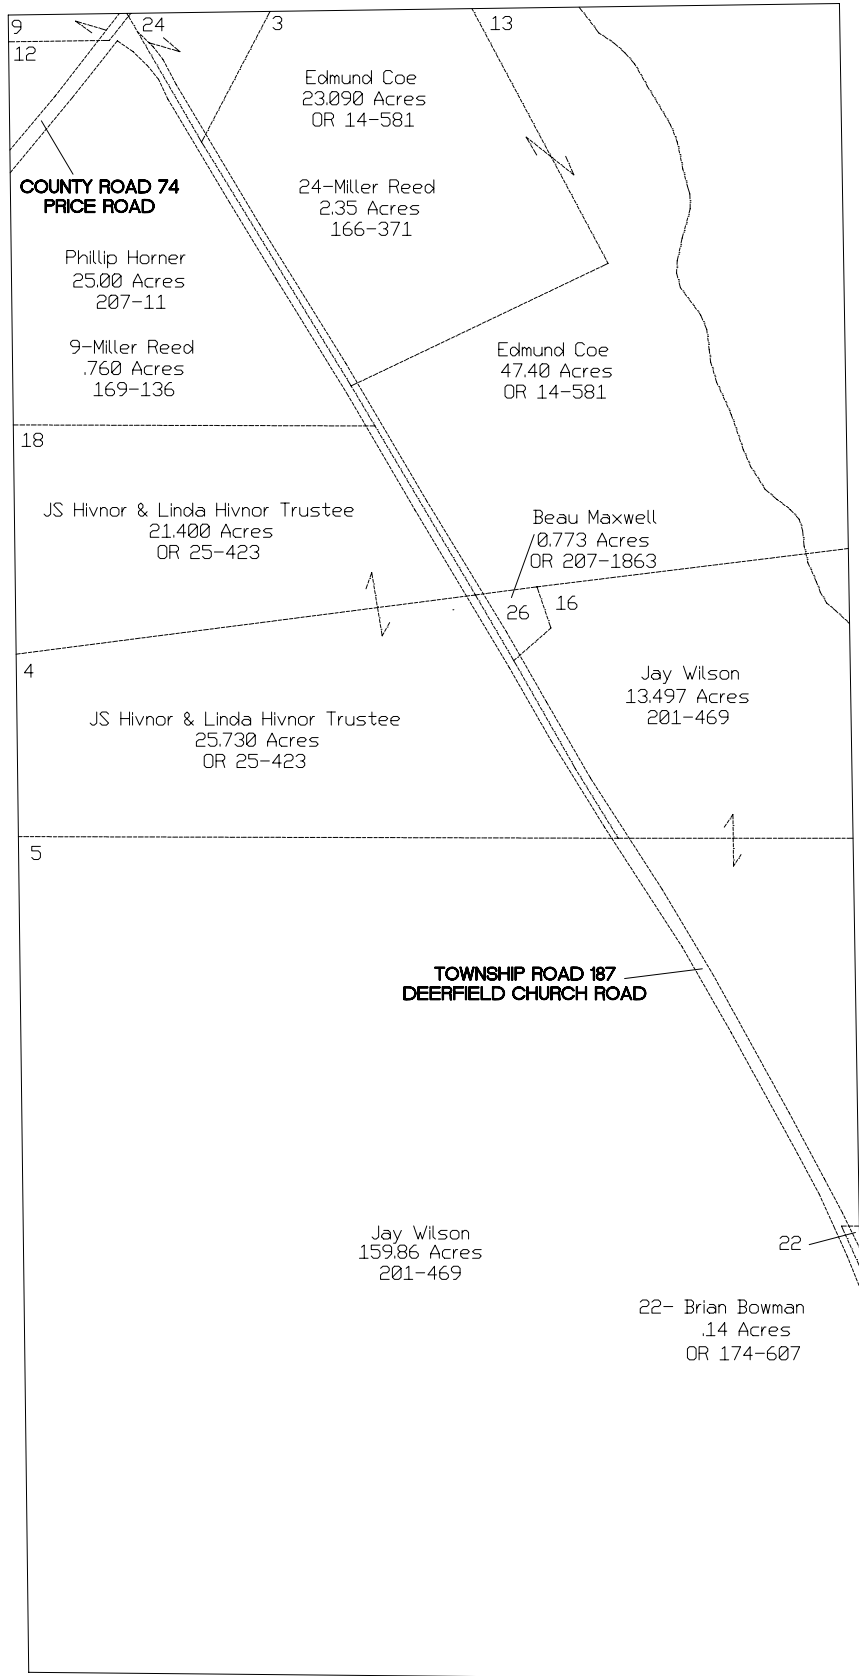 9
24
3
13
12
Edmund Coe
23.090 Acres
OR 14-581
COUNTY ROAD 74
PRICE ROAD
24-Miller Reed
2.35 Acres
166-371
Phillip Horner
25.00 Acres
207-11
9-Miller Reed
.760 Acres
169-136
Edmund Coe
47.40 Acres
OR 14-581
18
JS Hivnor & Linda Hivnor Trustee
21.400 Acres
OR 25-423
Beau Maxwell
0.773 Acres
OR 207-1863
26
16
4
Jay Wilson
13.497 Acres
201-469
JS Hivnor & Linda Hivnor Trustee
25.730 Acres
OR 25-423
5
TOWNSHIP ROAD 187
DEERFIELD CHURCH ROAD
Jay Wilson
159.86 Acres
201-469
22
22- Brian Bowman
.14 Acres
OR 174-607